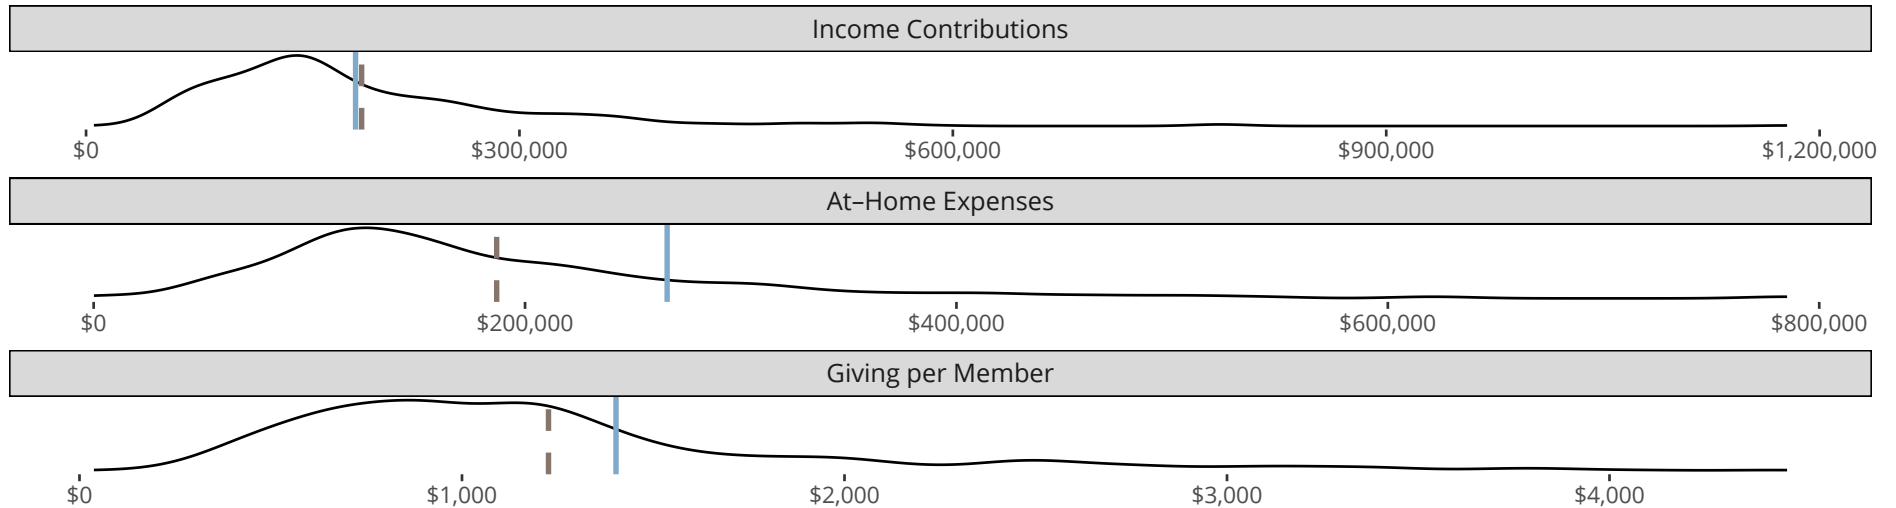 Income Contributions
$0 $300,000 $600,000 $900,000 $1,200,000
At–Home Expenses
$0 $200,000 $400,000 $600,000 $800,000
Giving per Member
$0 $1,000 $2,000 $3,000 $4,000